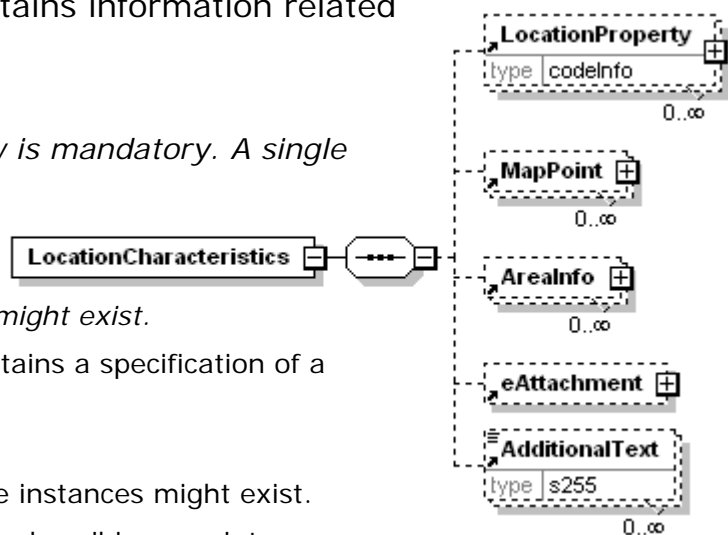 tains information related
y is mandatory. A single
might exist.
tains a specification of a
e instances might exist.
LocationCharacteristics
LocationProperty
type codeInfo
0..∞
MapPoint
0..∞
AreaInfo
0..∞
eAttachment
AdditionalText
type s255
0..∞